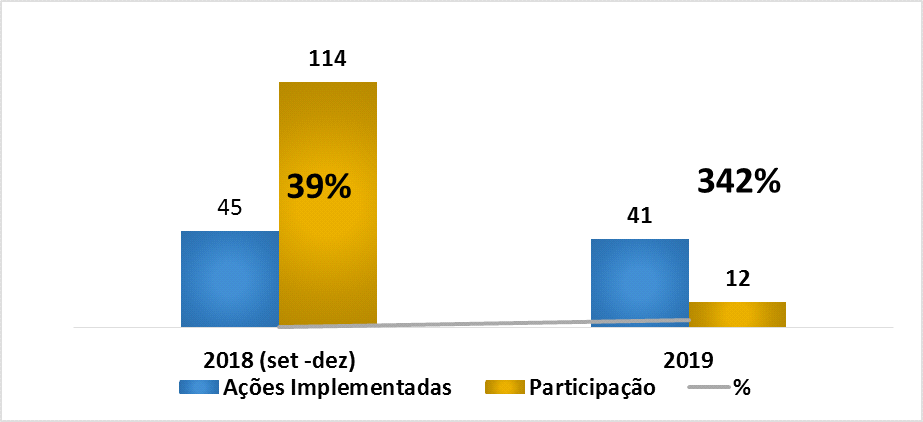 114
39%
342%
45
41
12
2018 (set -dez)
2019
Ações Implementadas
Participação
%